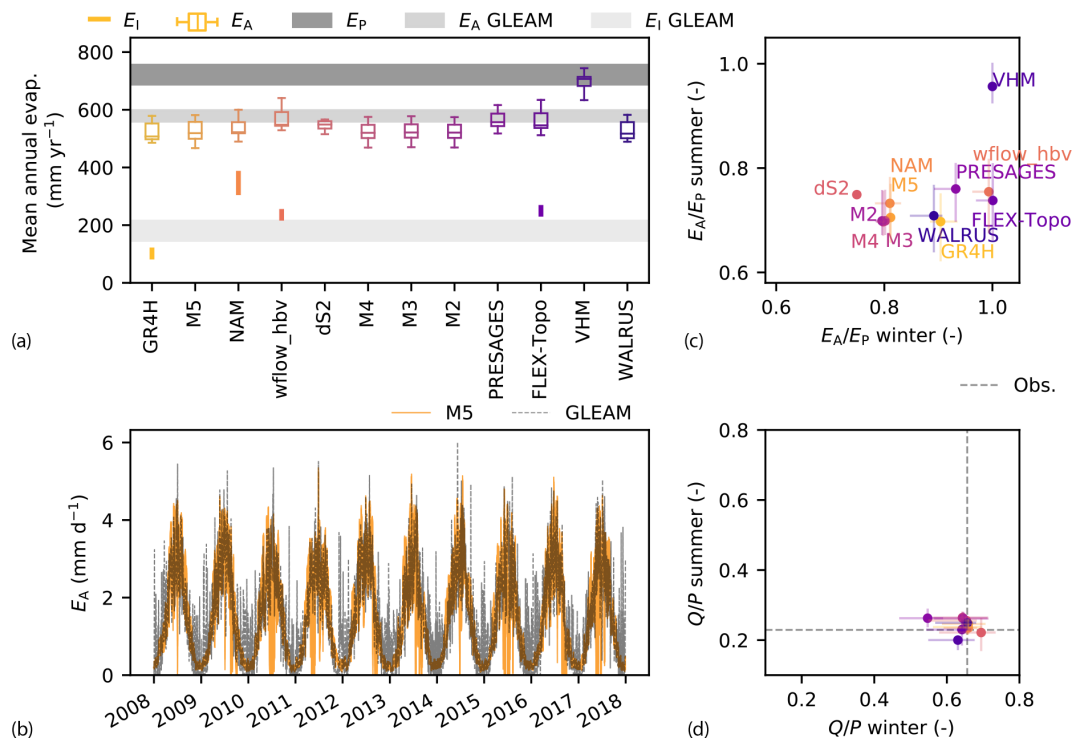 E_I E_A E_P E_A GLEAM E_I GLEAM
Mean annual evap.
(mm yr⁻¹)
800
600
400
200
0
GR4H
M5
NAM
wflow_hbv
dS2
M4
M3
M2
PRESAGES
FLEX-Topo
VHM
WALRUS
(a)
E_A/E_P summer (-)
1.0
0.8
0.6
VHM
wflow_hbv
NAM
PRESAGES
dS2
M5
M2
FLEX-Topo
WALRUS
M4
M3
GR4H
0.6 0.8 1.0
E_A/E_P winter (-)
(c)
M5 GLEAM
E_A (mm d⁻¹)
6
4
2
0
2008
2009
2010
2011
2012
2013
2014
2015
2016
2017
2018
(b)
Obs.
Q/P summer (-)
0.8
0.6
0.4
0.2
0.2 0.4 0.6 0.8
Q/P winter (-)
(d)